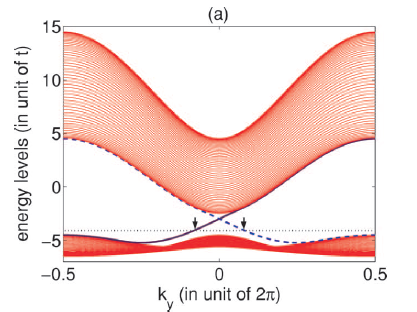 (a)
energy levels (in unit of t)
15
10
5
0
−5
−0.5
0
0.5
k_y (in unit of 2π)